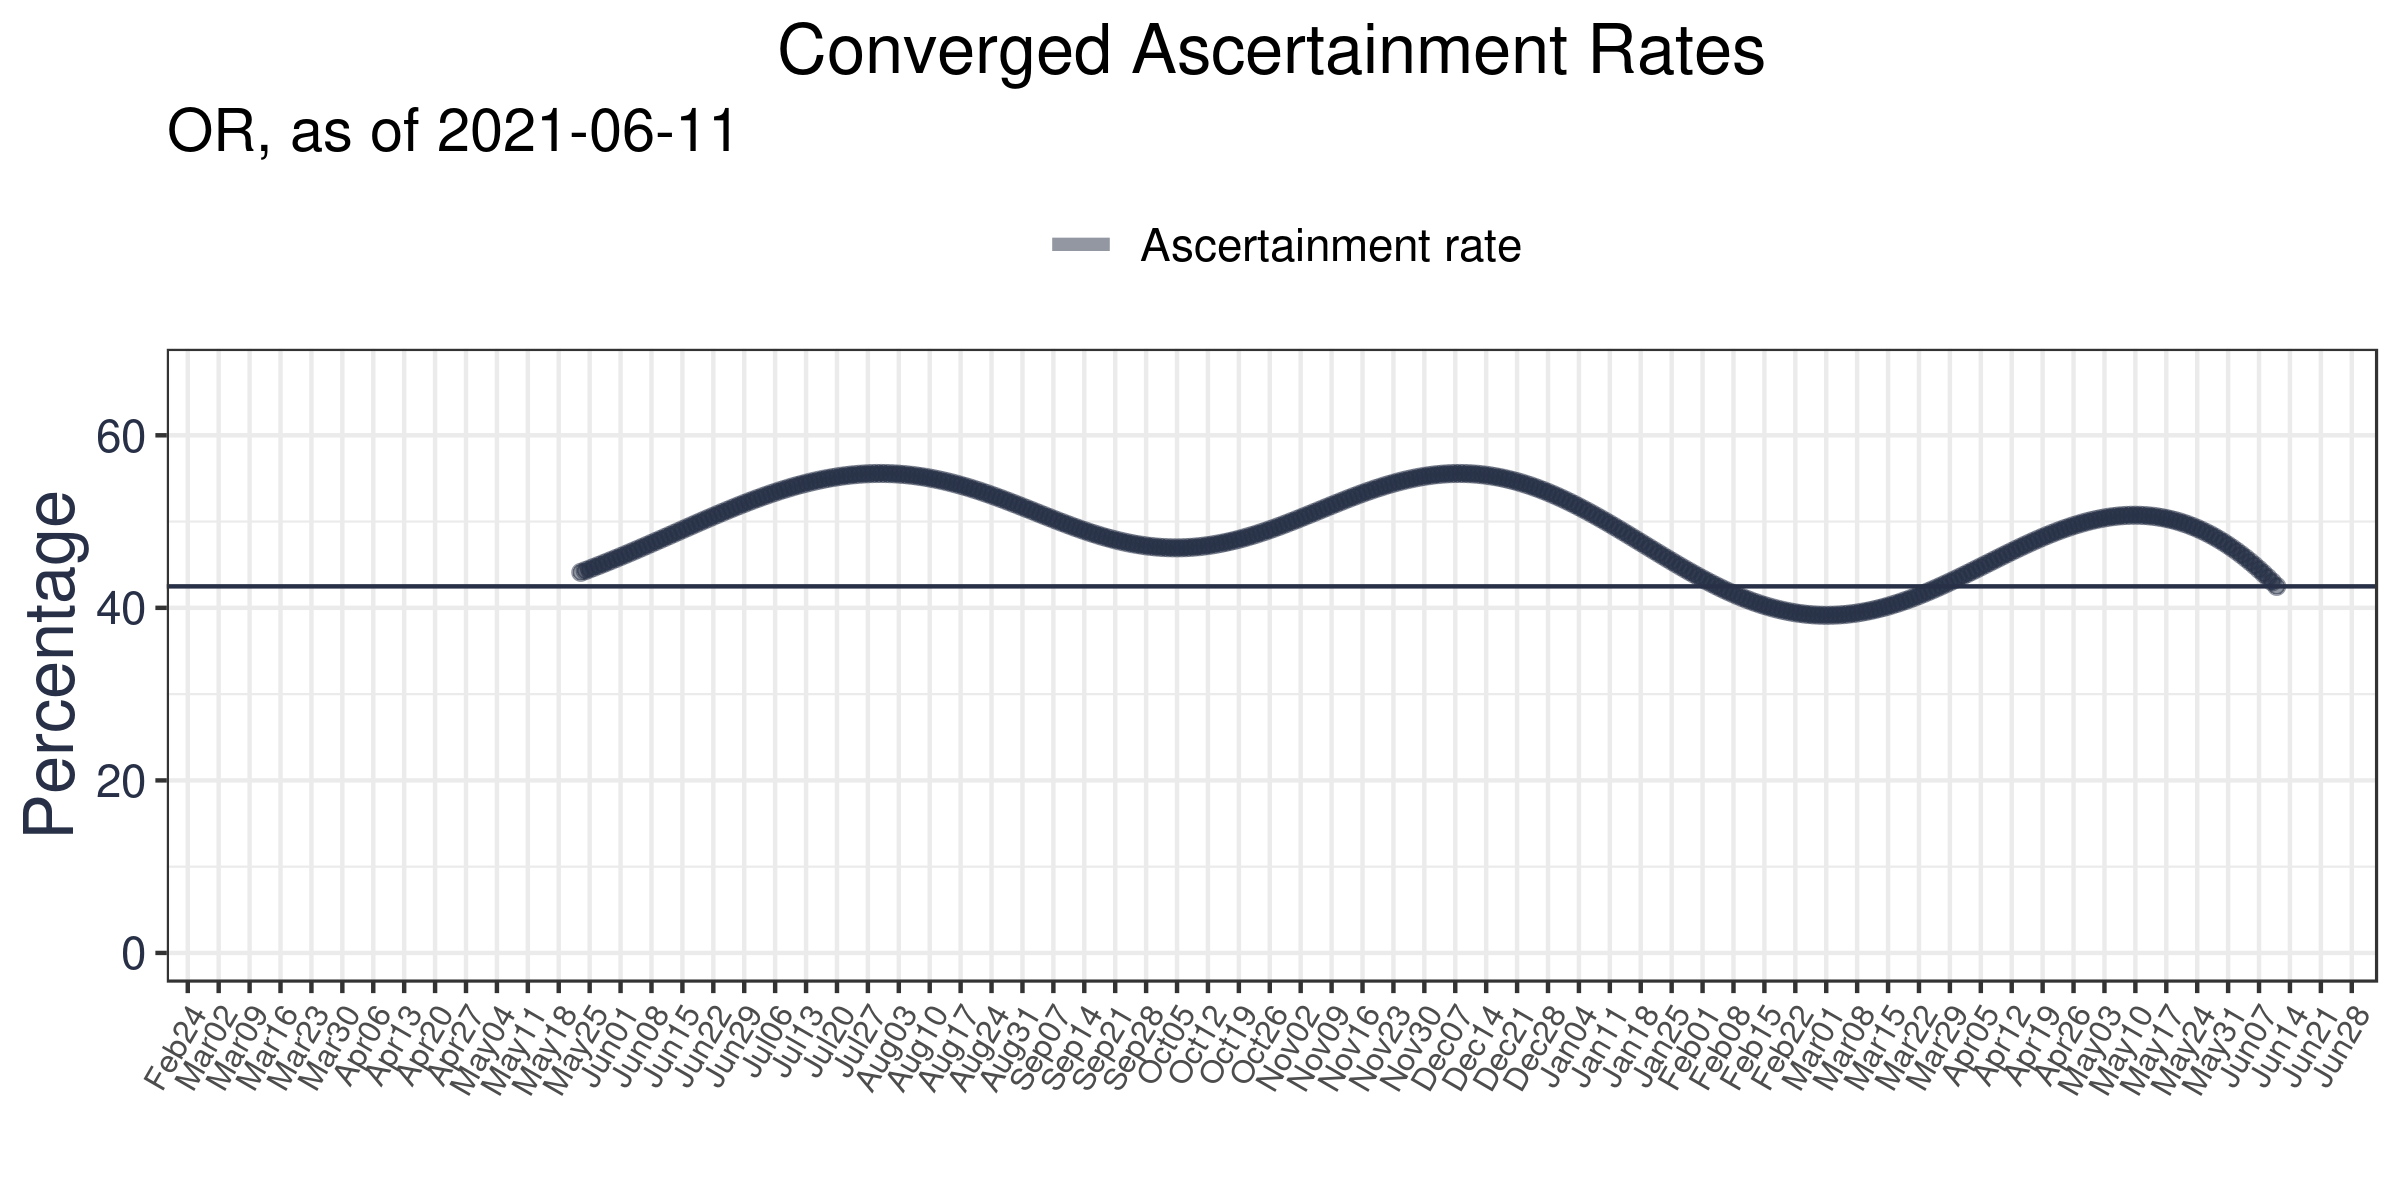 Converged Ascertainment Rates
OR, as of 2021-06-11
Ascertainment rate
Percentage
60
40
20
0
Feb24
Mar02
Mar09
Mar16
Mar23
Mar30
Apr06
Apr13
Apr20
Apr27
May04
May11
May18
May25
Jun01
Jun08
Jun15
Jun22
Jun29
Jul06
Jul13
Jul20
Jul27
Aug03
Aug10
Aug17
Aug24
Aug31
Sep07
Sep14
Sep21
Sep28
Oct05
Oct12
Oct19
Oct26
Nov02
Nov09
Nov16
Nov23
Nov30
Dec07
Dec14
Dec21
Dec28
Jan04
Jan11
Jan18
Jan25
Feb01
Feb08
Feb15
Feb22
Mar01
Mar08
Mar15
Mar22
Mar29
Apr05
Apr12
Apr19
Apr26
May03
May10
May17
May24
May31
Jun07
Jun14
Jun21
Jun28